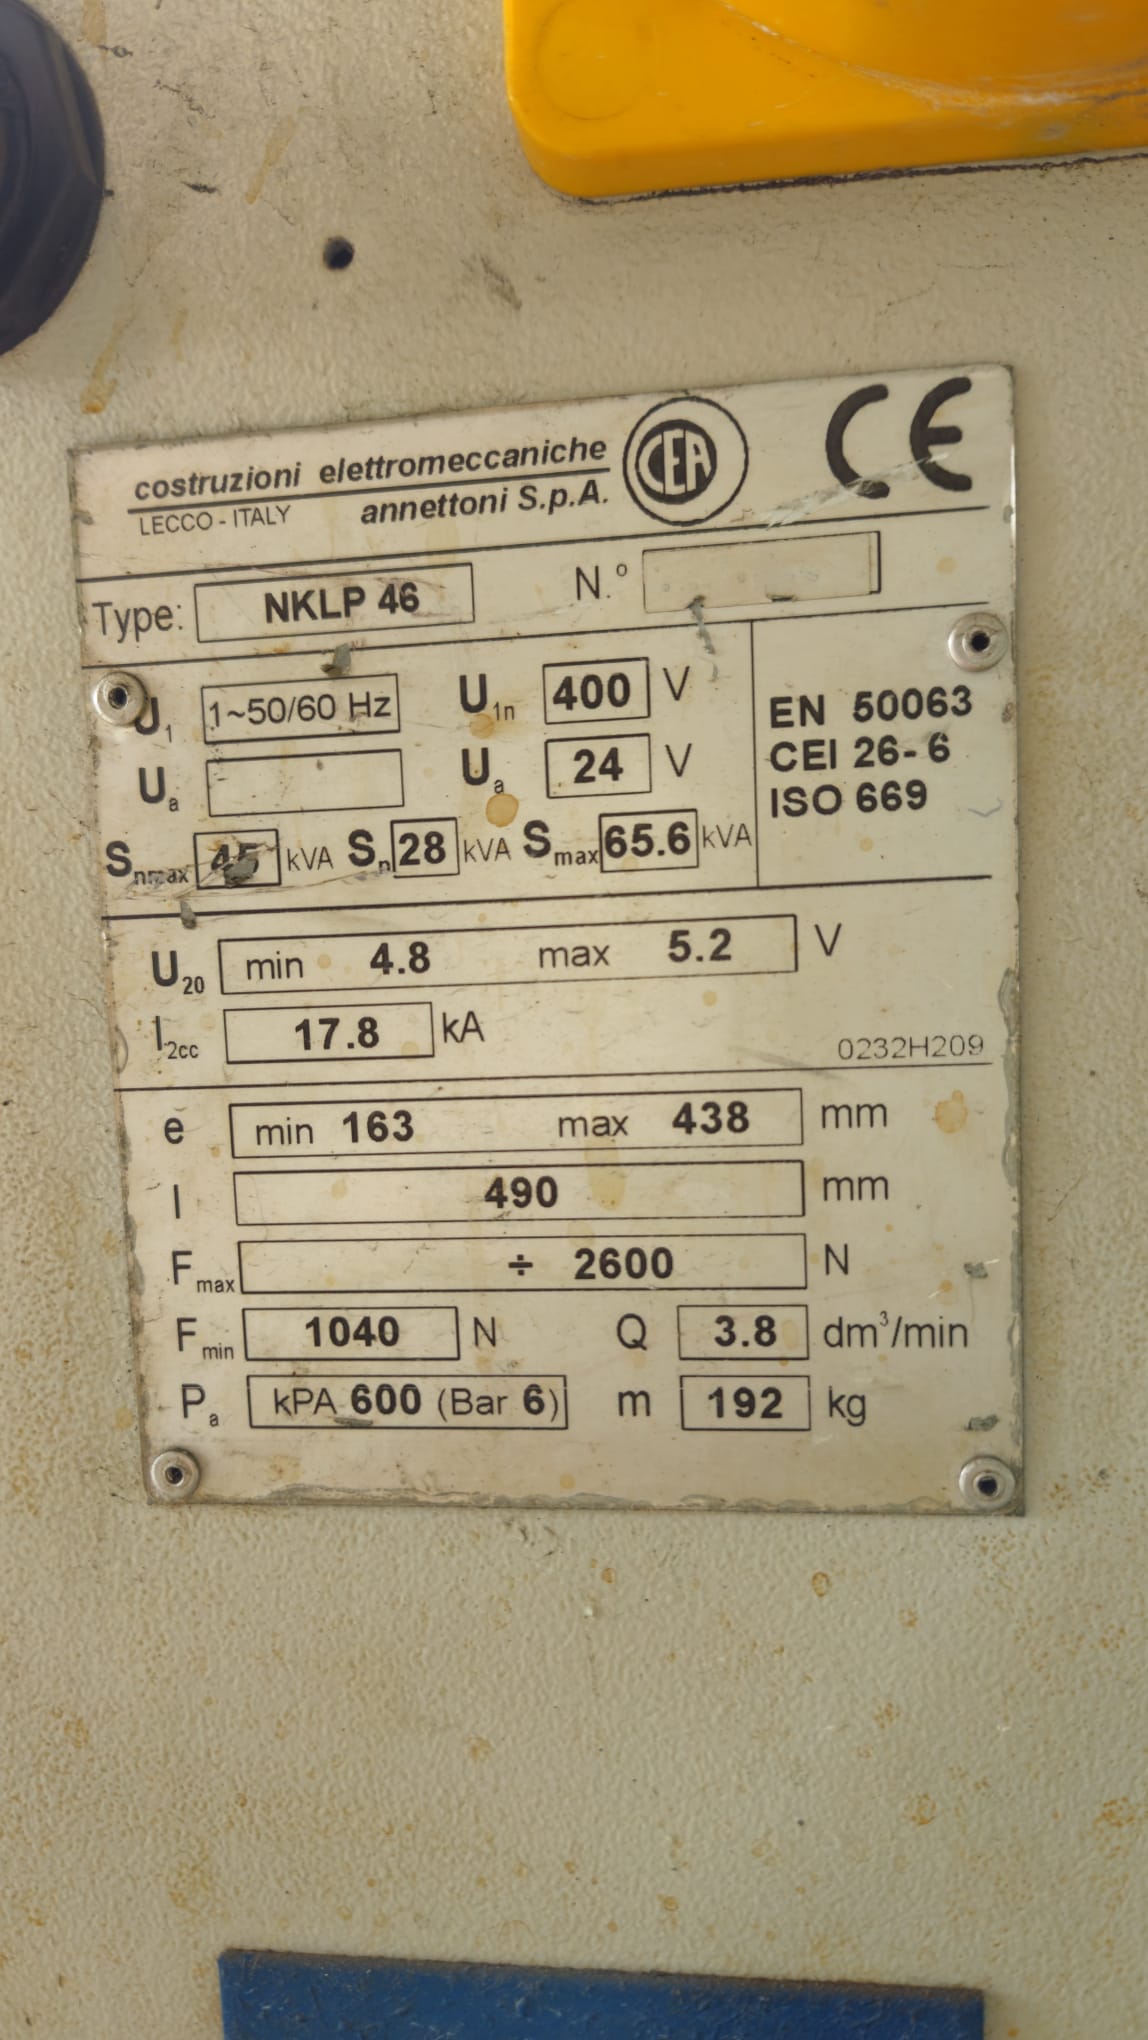 costruzioni elettromeccaniche
LECCO - ITALY annettoni S.p.A.
CEA
CE
Type: NKLP 46 N.º
U1 1~50/60 Hz U1n 400 V
Ua Ua 24 V
EN 50063
CEI 26-6
ISO 669
Snmax 45 kVA Sn 28 kVA Smax 65.6 kVA
U20 min 4.8 max 5.2 V
I2cc 17.8 kA
0232H209
e min 163 max 438 mm
l 490 mm
Fmax ÷ 2600 N
Fmin 1040 N Q 3.8 dm³/min
Pa kPA 600 (Bar 6) m 192 kg